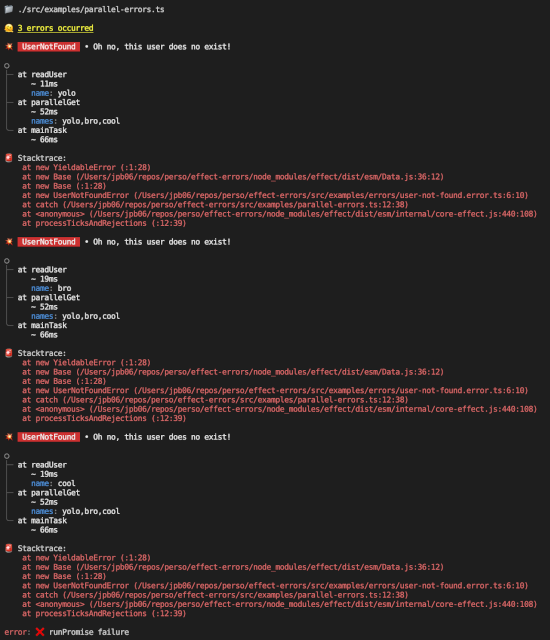 ./src/examples/parallel-errors.ts
3 errors occurred
UserNotFound • Oh no, this user does no exist!
at readUser
~ 11ms
name: yolo
at parallelGet
~ 52ms
names: yolo,bro,cool
at mainTask
~ 66ms
Stacktrace:
at new YieldableError (:1:28)
at new Base (/Users/jpb06/repos/perso/effect-errors/node_modules/effect/dist/esm/Data.js:36:12)
at new Base (:1:28)
at new UserNotFoundError (/Users/jpb06/repos/perso/effect-errors/src/examples/errors/user-not-found.error.ts:6:10)
at catch (/Users/jpb06/repos/perso/effect-errors/src/examples/parallel-errors.ts:12:38)
at <anonymous> (/Users/jpb06/repos/perso/effect-errors/node_modules/effect/dist/esm/internal/core-effect.js:440:108)
at processTicksAndRejections (:12:39)
UserNotFound • Oh no, this user does no exist!
at readUser
~ 19ms
name: bro
at parallelGet
~ 52ms
names: yolo,bro,cool
at mainTask
~ 66ms
Stacktrace:
at new YieldableError (:1:28)
at new Base (/Users/jpb06/repos/perso/effect-errors/node_modules/effect/dist/esm/Data.js:36:12)
at new Base (:1:28)
at new UserNotFoundError (/Users/jpb06/repos/perso/effect-errors/src/examples/errors/user-not-found.error.ts:6:10)
at catch (/Users/jpb06/repos/perso/effect-errors/src/examples/parallel-errors.ts:12:38)
at <anonymous> (/Users/jpb06/repos/perso/effect-errors/node_modules/effect/dist/esm/internal/core-effect.js:440:108)
at processTicksAndRejections (:12:39)
UserNotFound • Oh no, this user does no exist!
at readUser
~ 19ms
name: cool
at parallelGet
~ 52ms
names: yolo,bro,cool
at mainTask
~ 66ms
Stacktrace:
at new YieldableError (:1:28)
at new Base (/Users/jpb06/repos/perso/effect-errors/node_modules/effect/dist/esm/Data.js:36:12)
at new Base (:1:28)
at new UserNotFoundError (/Users/jpb06/repos/perso/effect-errors/src/examples/errors/user-not-found.error.ts:6:10)
at catch (/Users/jpb06/repos/perso/effect-errors/src/examples/parallel-errors.ts:12:38)
at <anonymous> (/Users/jpb06/repos/perso/effect-errors/node_modules/effect/dist/esm/internal/core-effect.js:440:108)
at processTicksAndRejections (:12:39)
error: ❌ runPromise failure